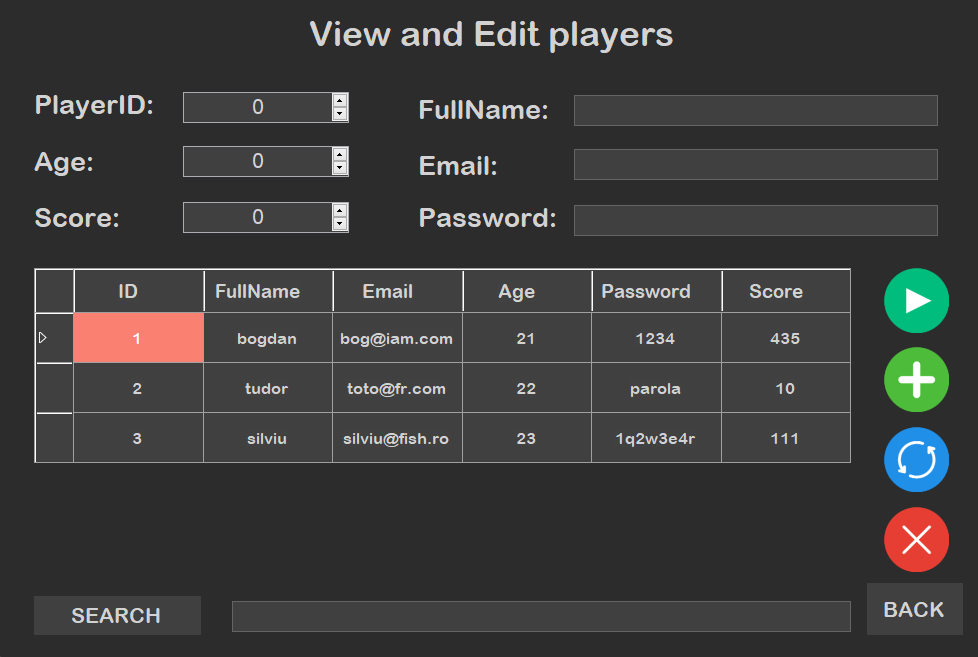 View and Edit players
PlayerID: 0 FullName:
Age: 0 Email:
Score: 0 Password:
ID FullName Email Age Password Score
1 bogdan bog@iam.com 21 1234 435
2 tudor toto@fr.com 22 parola 10
3 silviu silviu@fish.ro 23 1q2w3e4r 111
SEARCH BACK